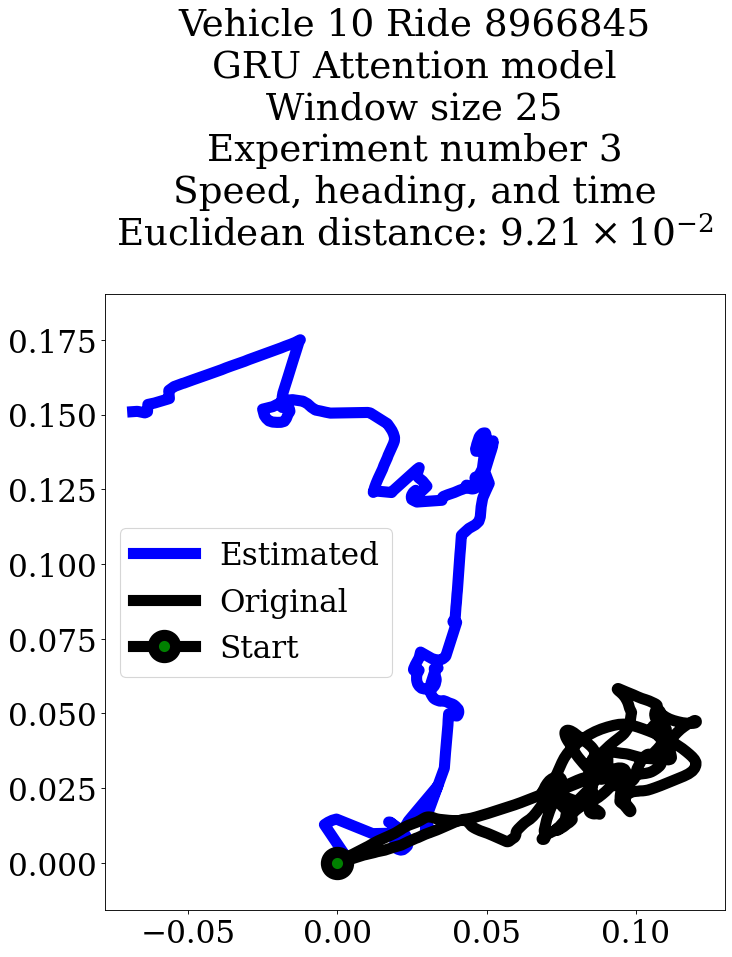 Vehicle 10 Ride 8966845
GRU Attention model
Window size 25
Experiment number 3
Speed, heading, and time
Euclidean distance: 9.21 × 10⁻²
0.175
0.150
0.125
0.100
0.075
0.050
0.025
0.000
Estimated
Original
Start
−0.05
0.00
0.05
0.10